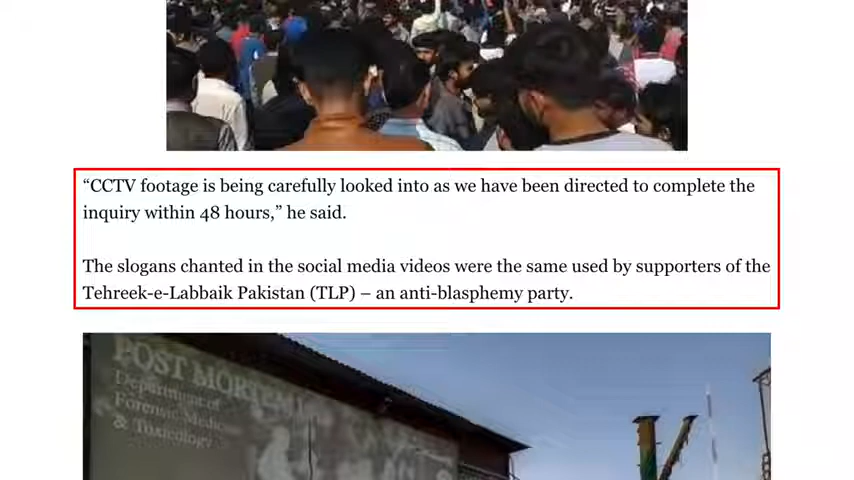 “CCTV footage is being carefully looked into as we have been directed to complete the
inquiry within 48 hours,” he said.
The slogans chanted in the social media videos were the same used by supporters of the
Tehreek-e-Labbaik Pakistan (TLP) – an anti-blasphemy party.
POST MORTEM
Department of
Forensic Medicine
& Toxicology